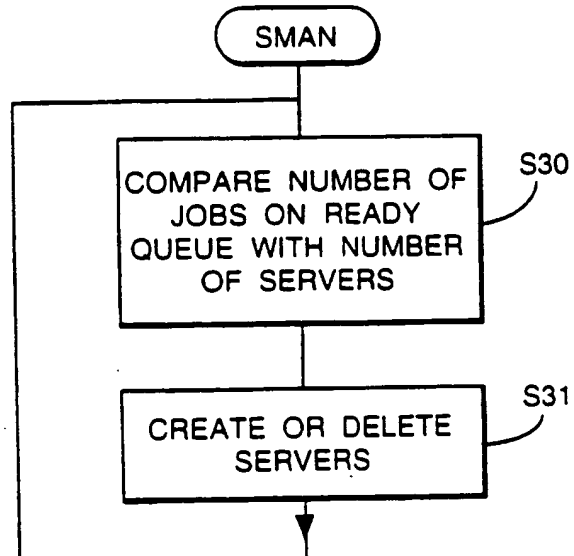 SMAN
COMPARE NUMBER OF
JOBS ON READY
QUEUE WITH NUMBER
OF SERVERS
S30
CREATE OR DELETE
SERVERS
S31